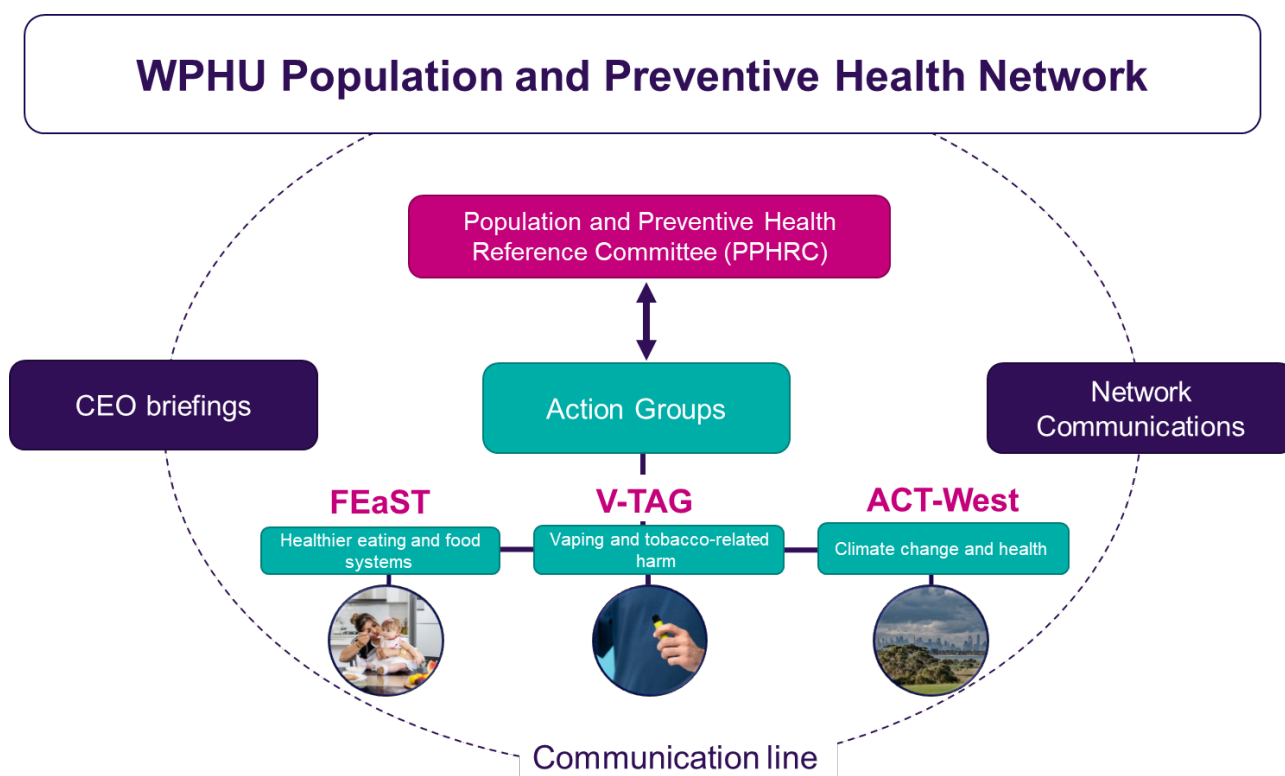 WPHU Population and Preventive Health Network
Population and Preventive Health
Reference Committee (PPHRC)
CEO briefings
Action Groups
Network
Communications
FEaST
V-TAG
ACT-West
Healthier eating and food
systems
Vaping and tobacco-related
harm
Climate change and health
Communication line